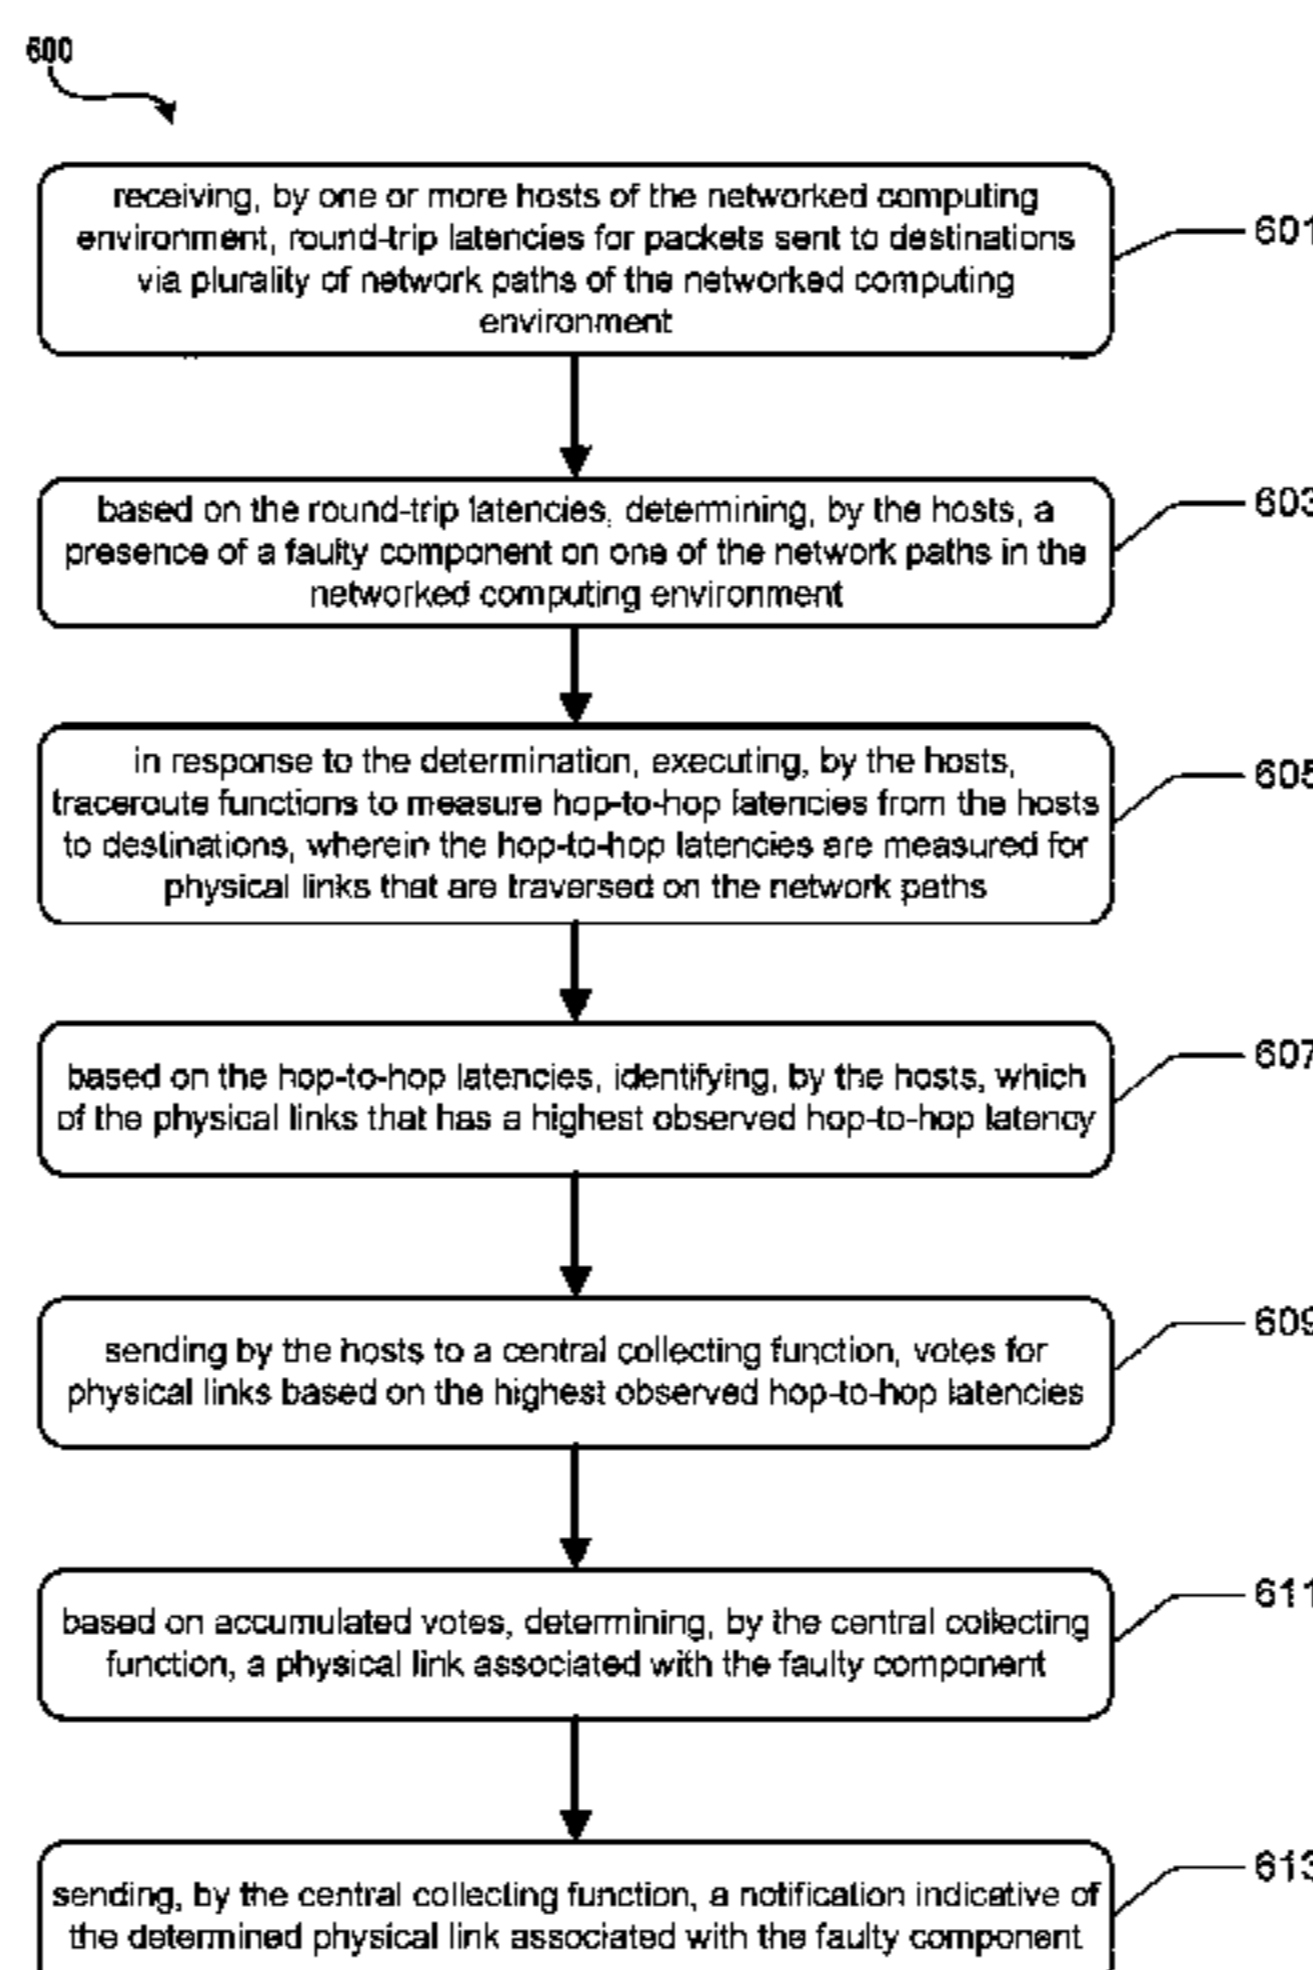 600
receiving, by one or more hosts of the networked computing
environment, round-trip latencies for packets sent to destinations
via plurality of network paths of the networked computing
environment
601
based on the round-trip latencies, determining, by the hosts, a
presence of a faulty component on one of the network paths in the
networked computing environment
603
in response to the determination, executing, by the hosts,
traceroute functions to measure hop-to-hop latencies from the hosts
to destinations, wherein the hop-to-hop latencies are measured for
physical links that are traversed on the network paths
605
based on the hop-to-hop latencies, identifying, by the hosts, which
of the physical links that has a highest observed hop-to-hop latency
607
sending by the hosts to a central collecting function, votes for
physical links based on the highest observed hop-to-hop latencies
609
based on accumulated votes, determining, by the central collecting
function, a physical link associated with the faulty component
611
sending, by the central collecting function, a notification indicative of
the determined physical link associated with the faulty component
613